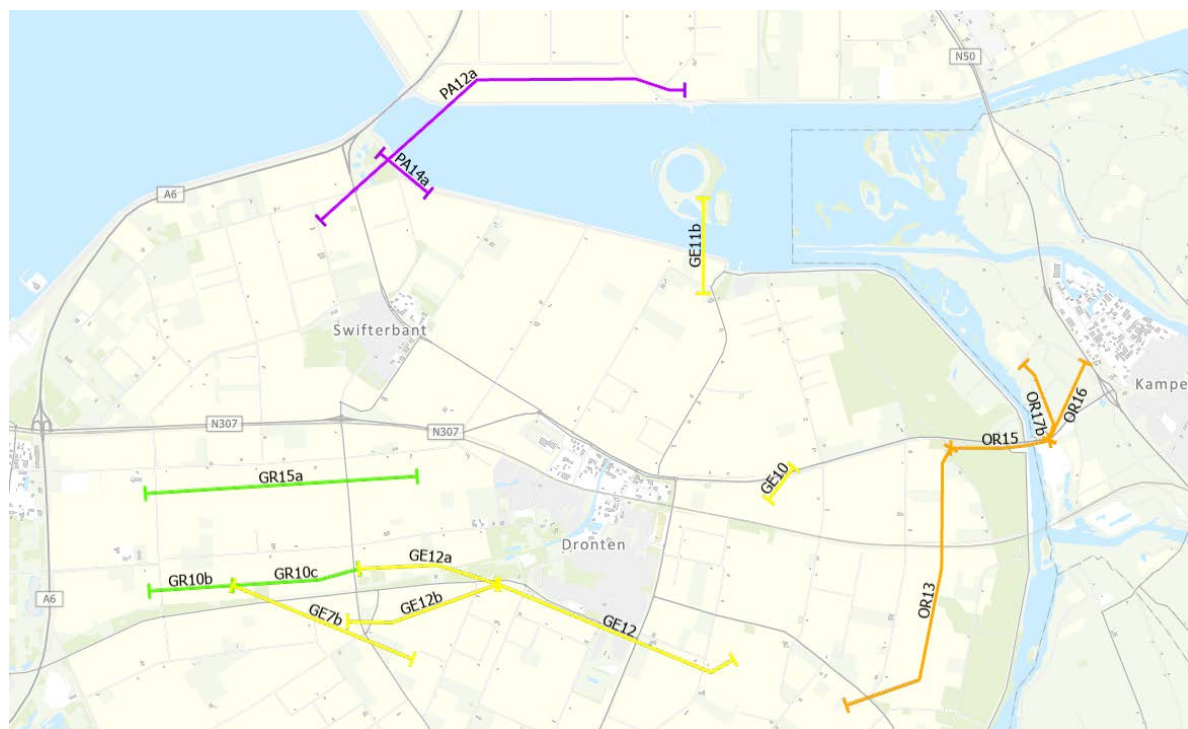 N50
PA12a
PA14a
A6
GE11b
Swifterbant
Kampe
OR16
OR17b
N307
N307
OR15
GR15a
GE10
Dronten
GE12a
GR10b
GR10c
A6
GE12b
GE7b
GE12
OR13